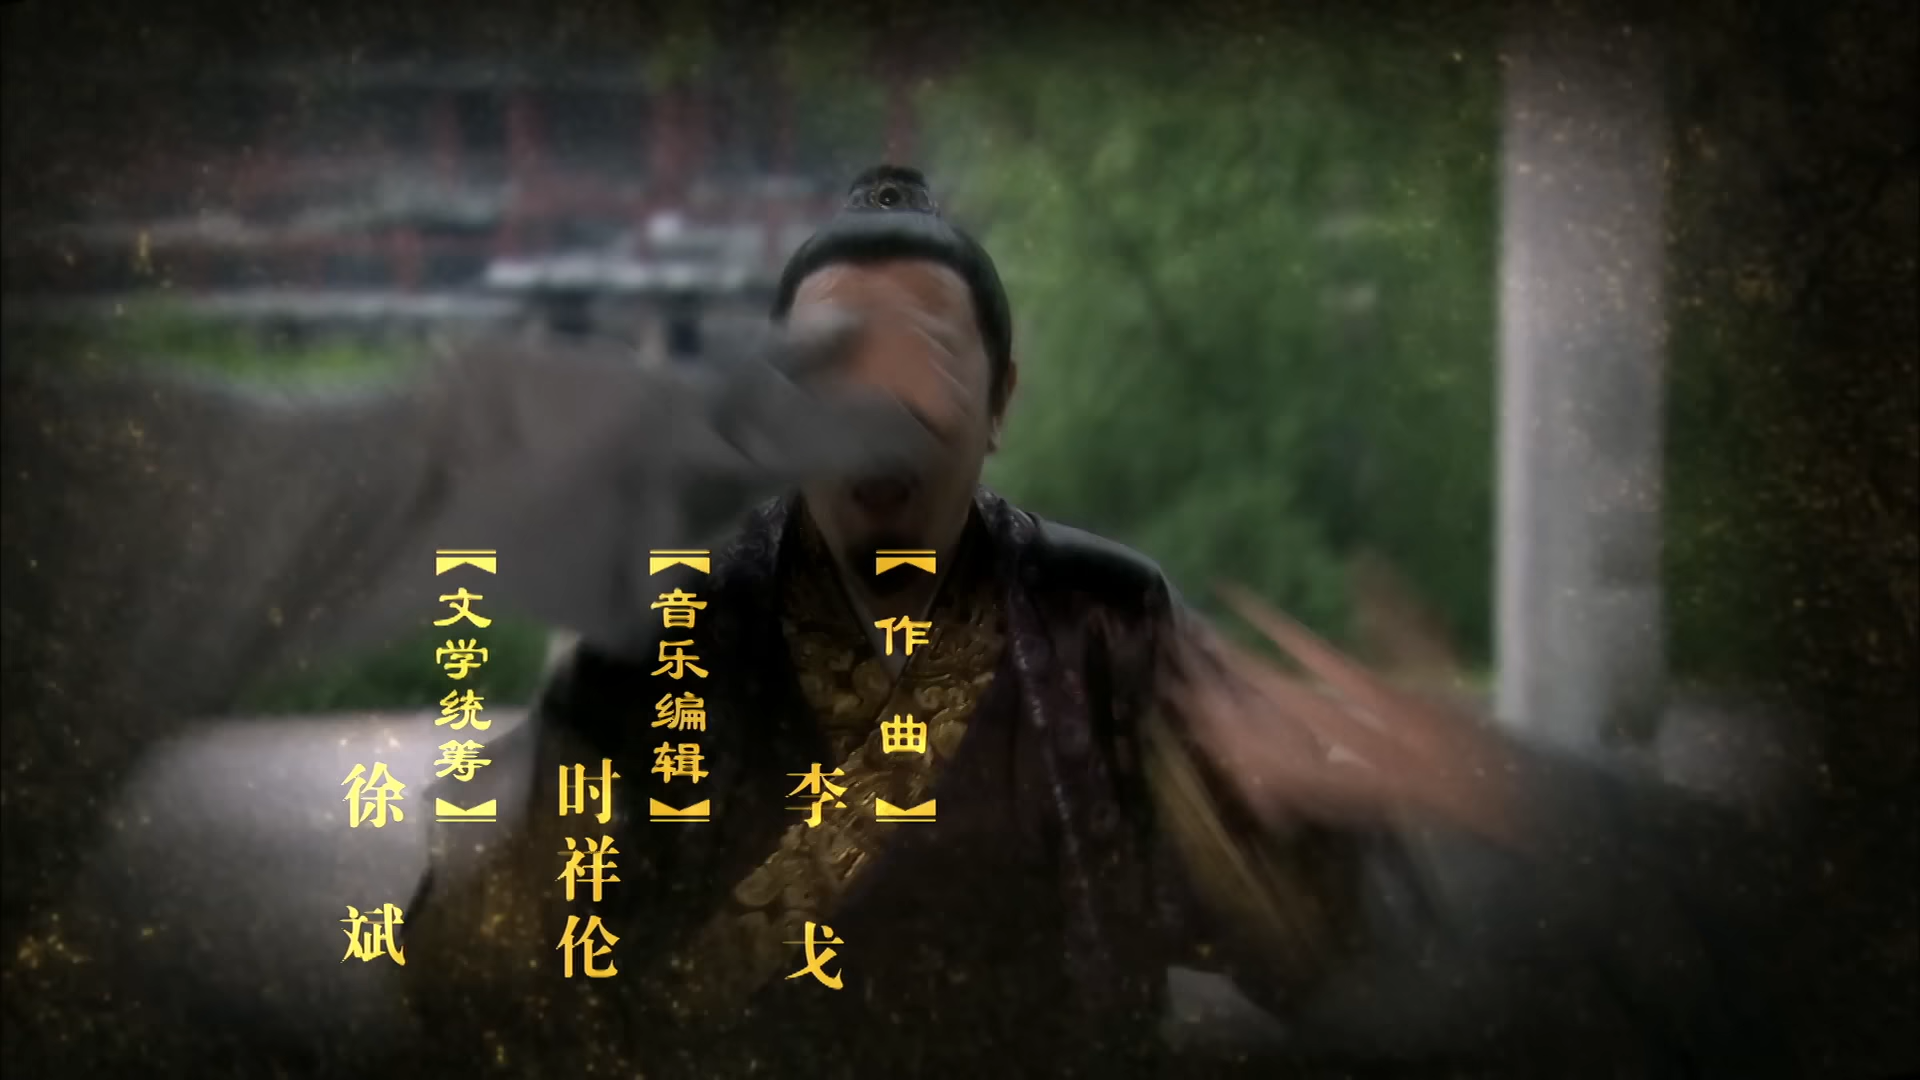 【作曲】
李戈
【音乐编辑】
时祥伦
【文学统筹】
徐斌